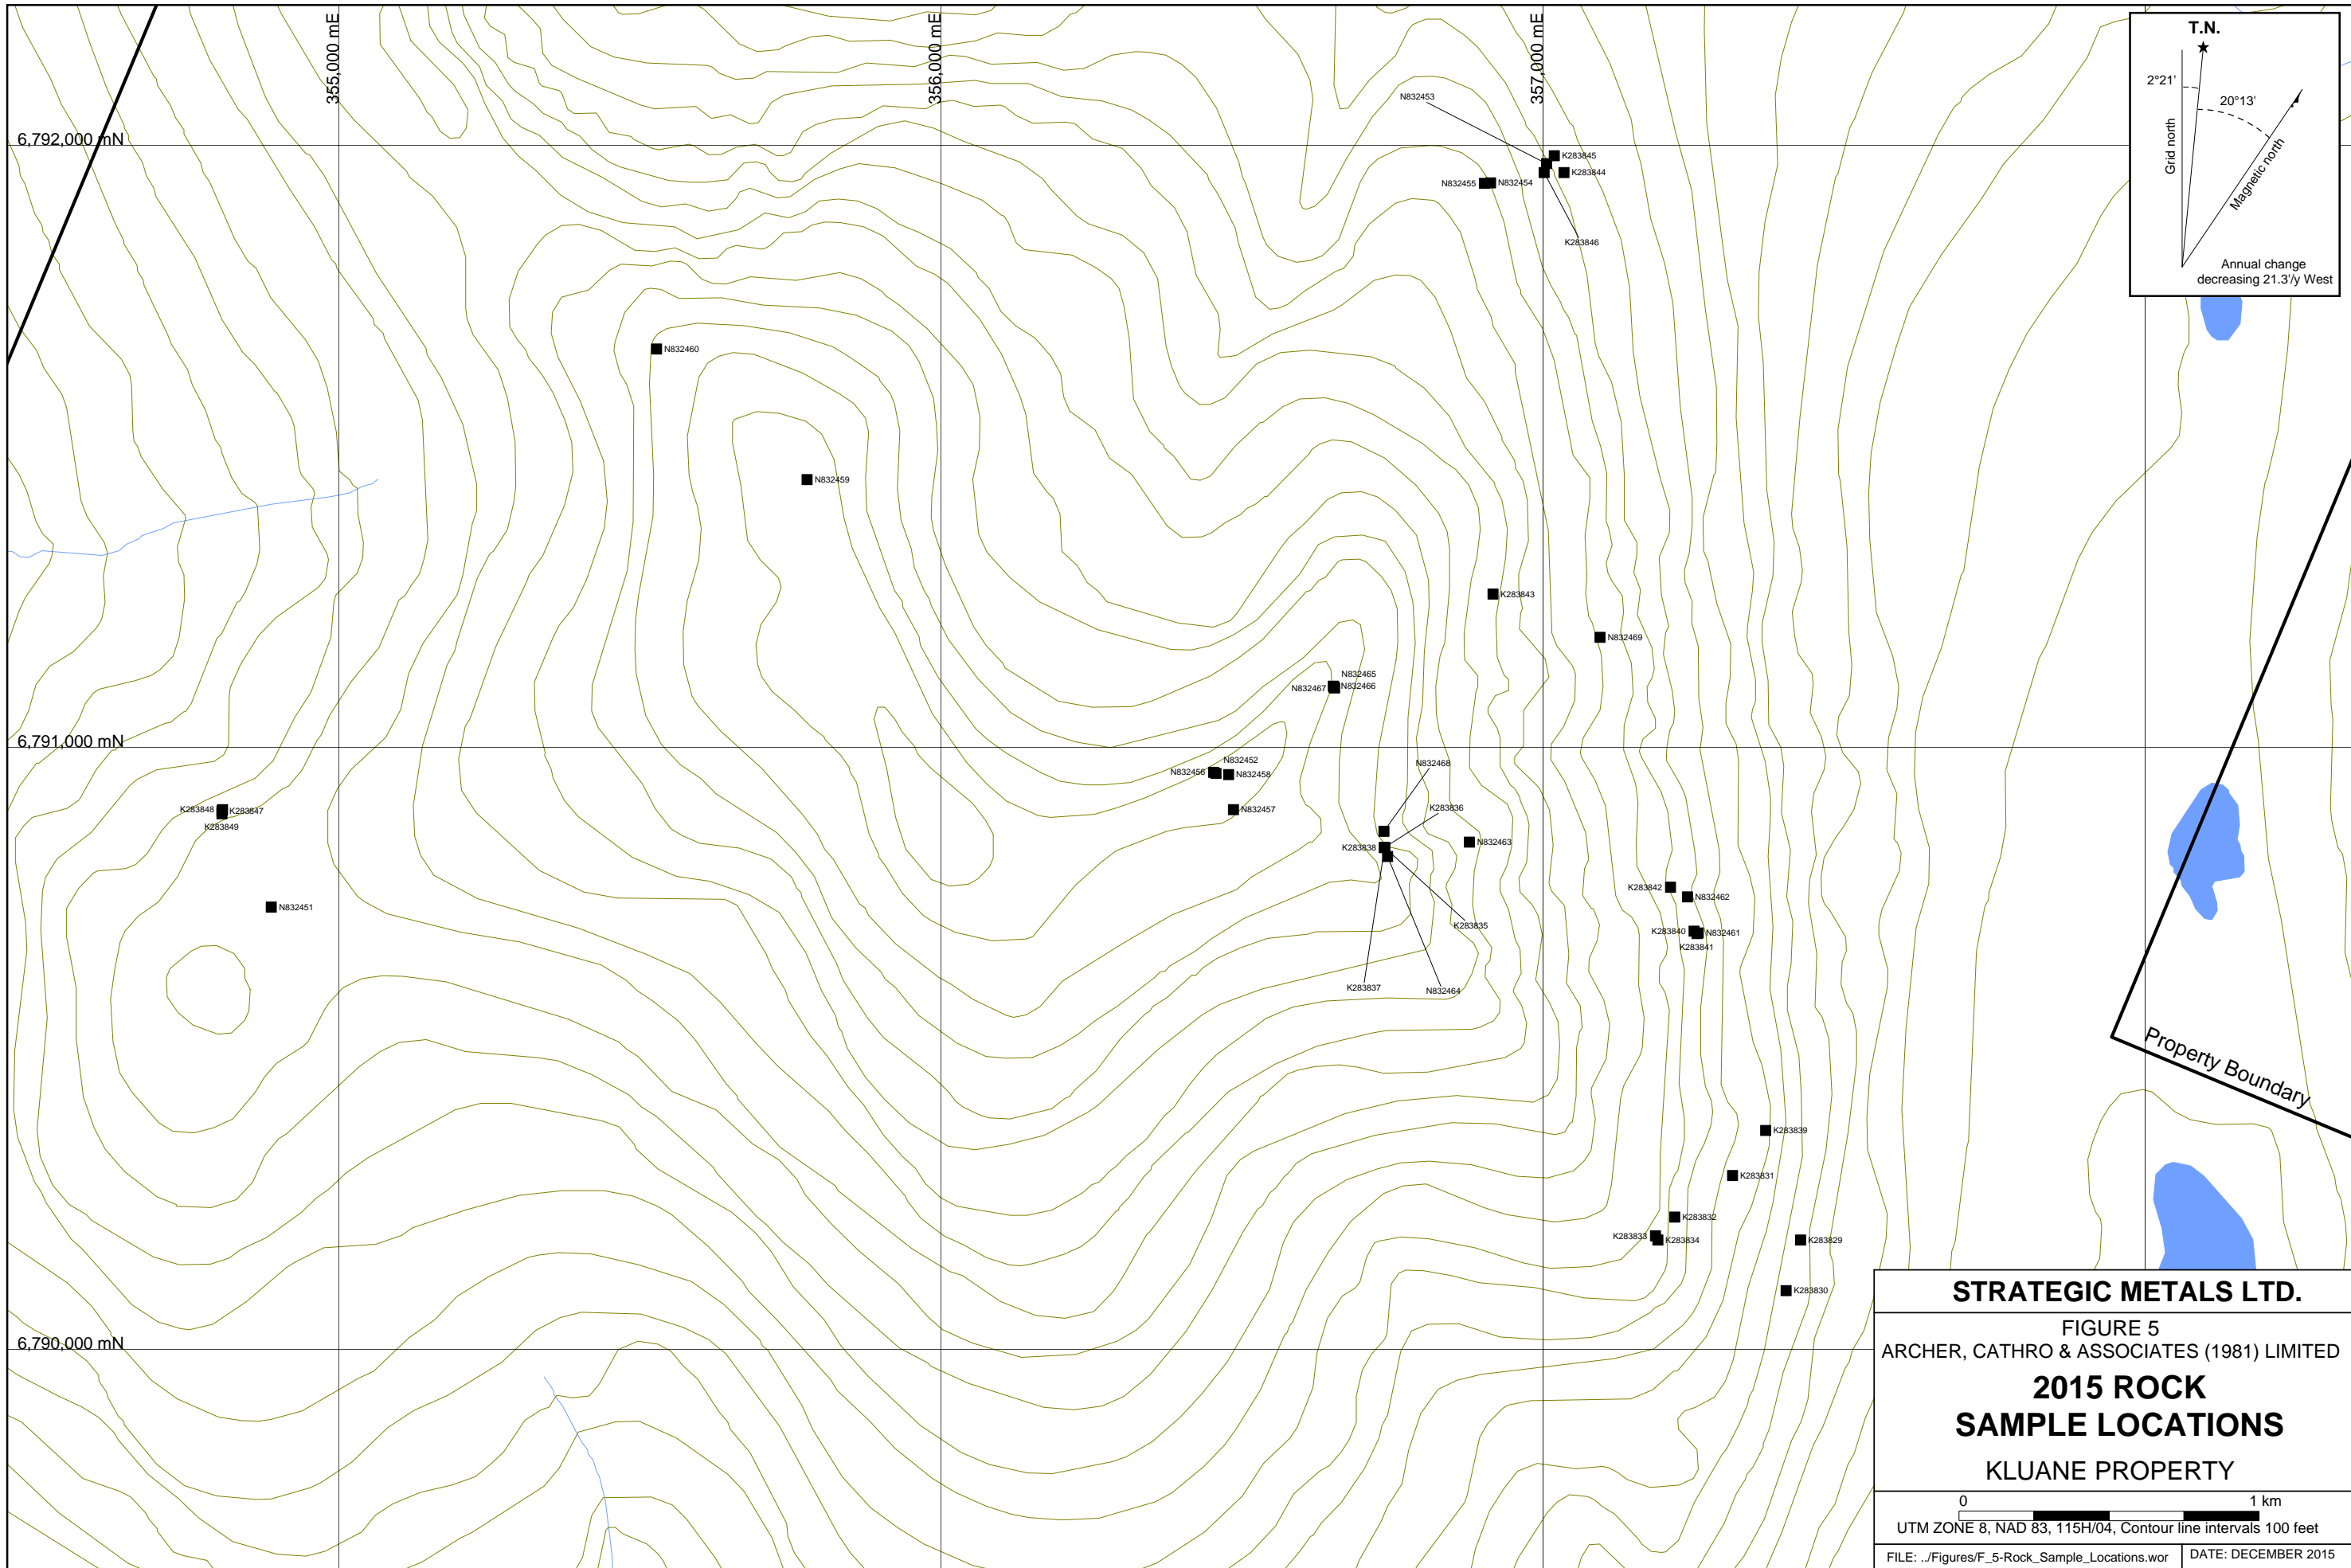 355,000 mE
356,000 mE
357,000 mE
T.N.
2°21'
20°13'
Grid north
Magnetic north
Annual change
decreasing 21.3'/y West
6,792,000 mN
N832453
K283845
K283844
N832455
N832454
K283846
N832460
N832459
K283843
N832469
N832465
N832467
N832466
6,791,000 mN
N832452
N832456
N832458
N832468
N832457
K283836
K283848
K283847
K283849
K283838
N832463
K283842
N832462
N832451
K283835
K283840
N832461
K283841
K283837
N832464
Property Boundary
K283839
K283831
K283832
K283833
K283834
K283829
K283830
6,790,000 mN
STRATEGIC METALS LTD.
FIGURE 5
ARCHER, CATHRO & ASSOCIATES (1981) LIMITED
2015 ROCK
SAMPLE LOCATIONS
KLUANE PROPERTY
0 1 km
UTM ZONE 8, NAD 83, 115H/04, Contour line intervals 100 feet
FILE: ../Figures/F_5-Rock_Sample_Locations.wor
DATE: DECEMBER 2015